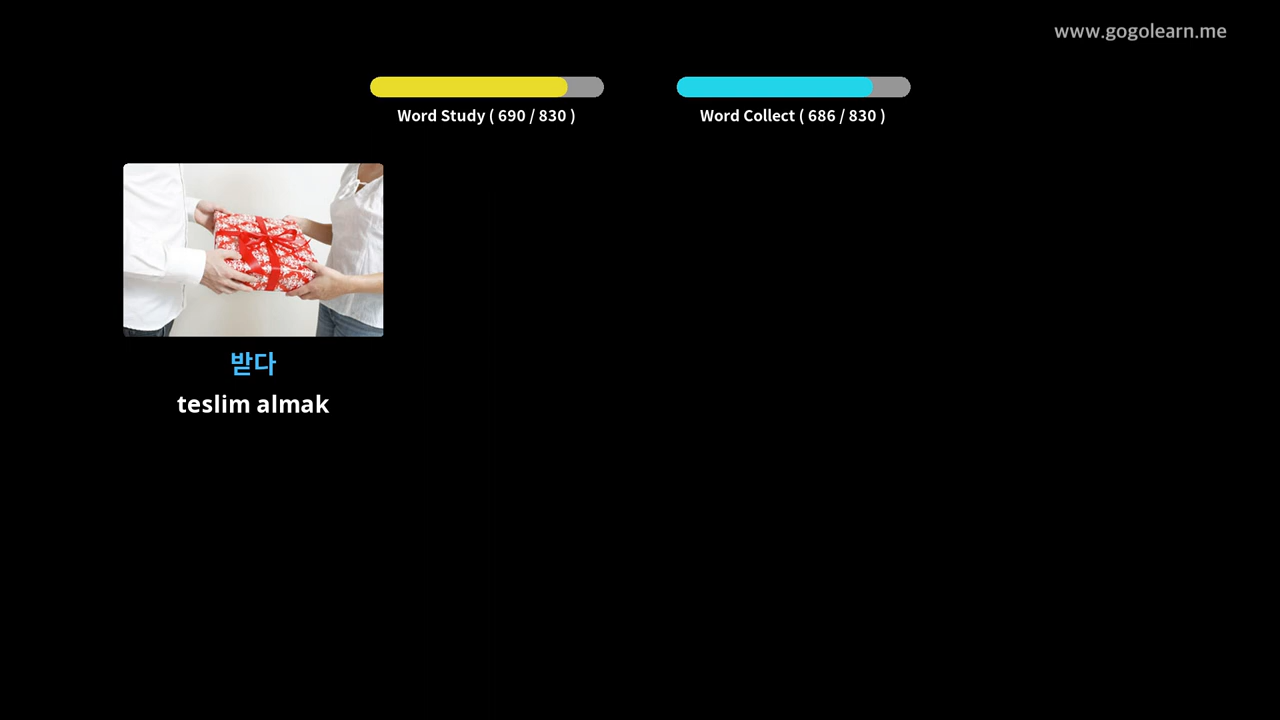 www.gogolearn.me
Word Study ( 690 / 830 )
Word Collect ( 686 / 830 )
받다
teslim almak